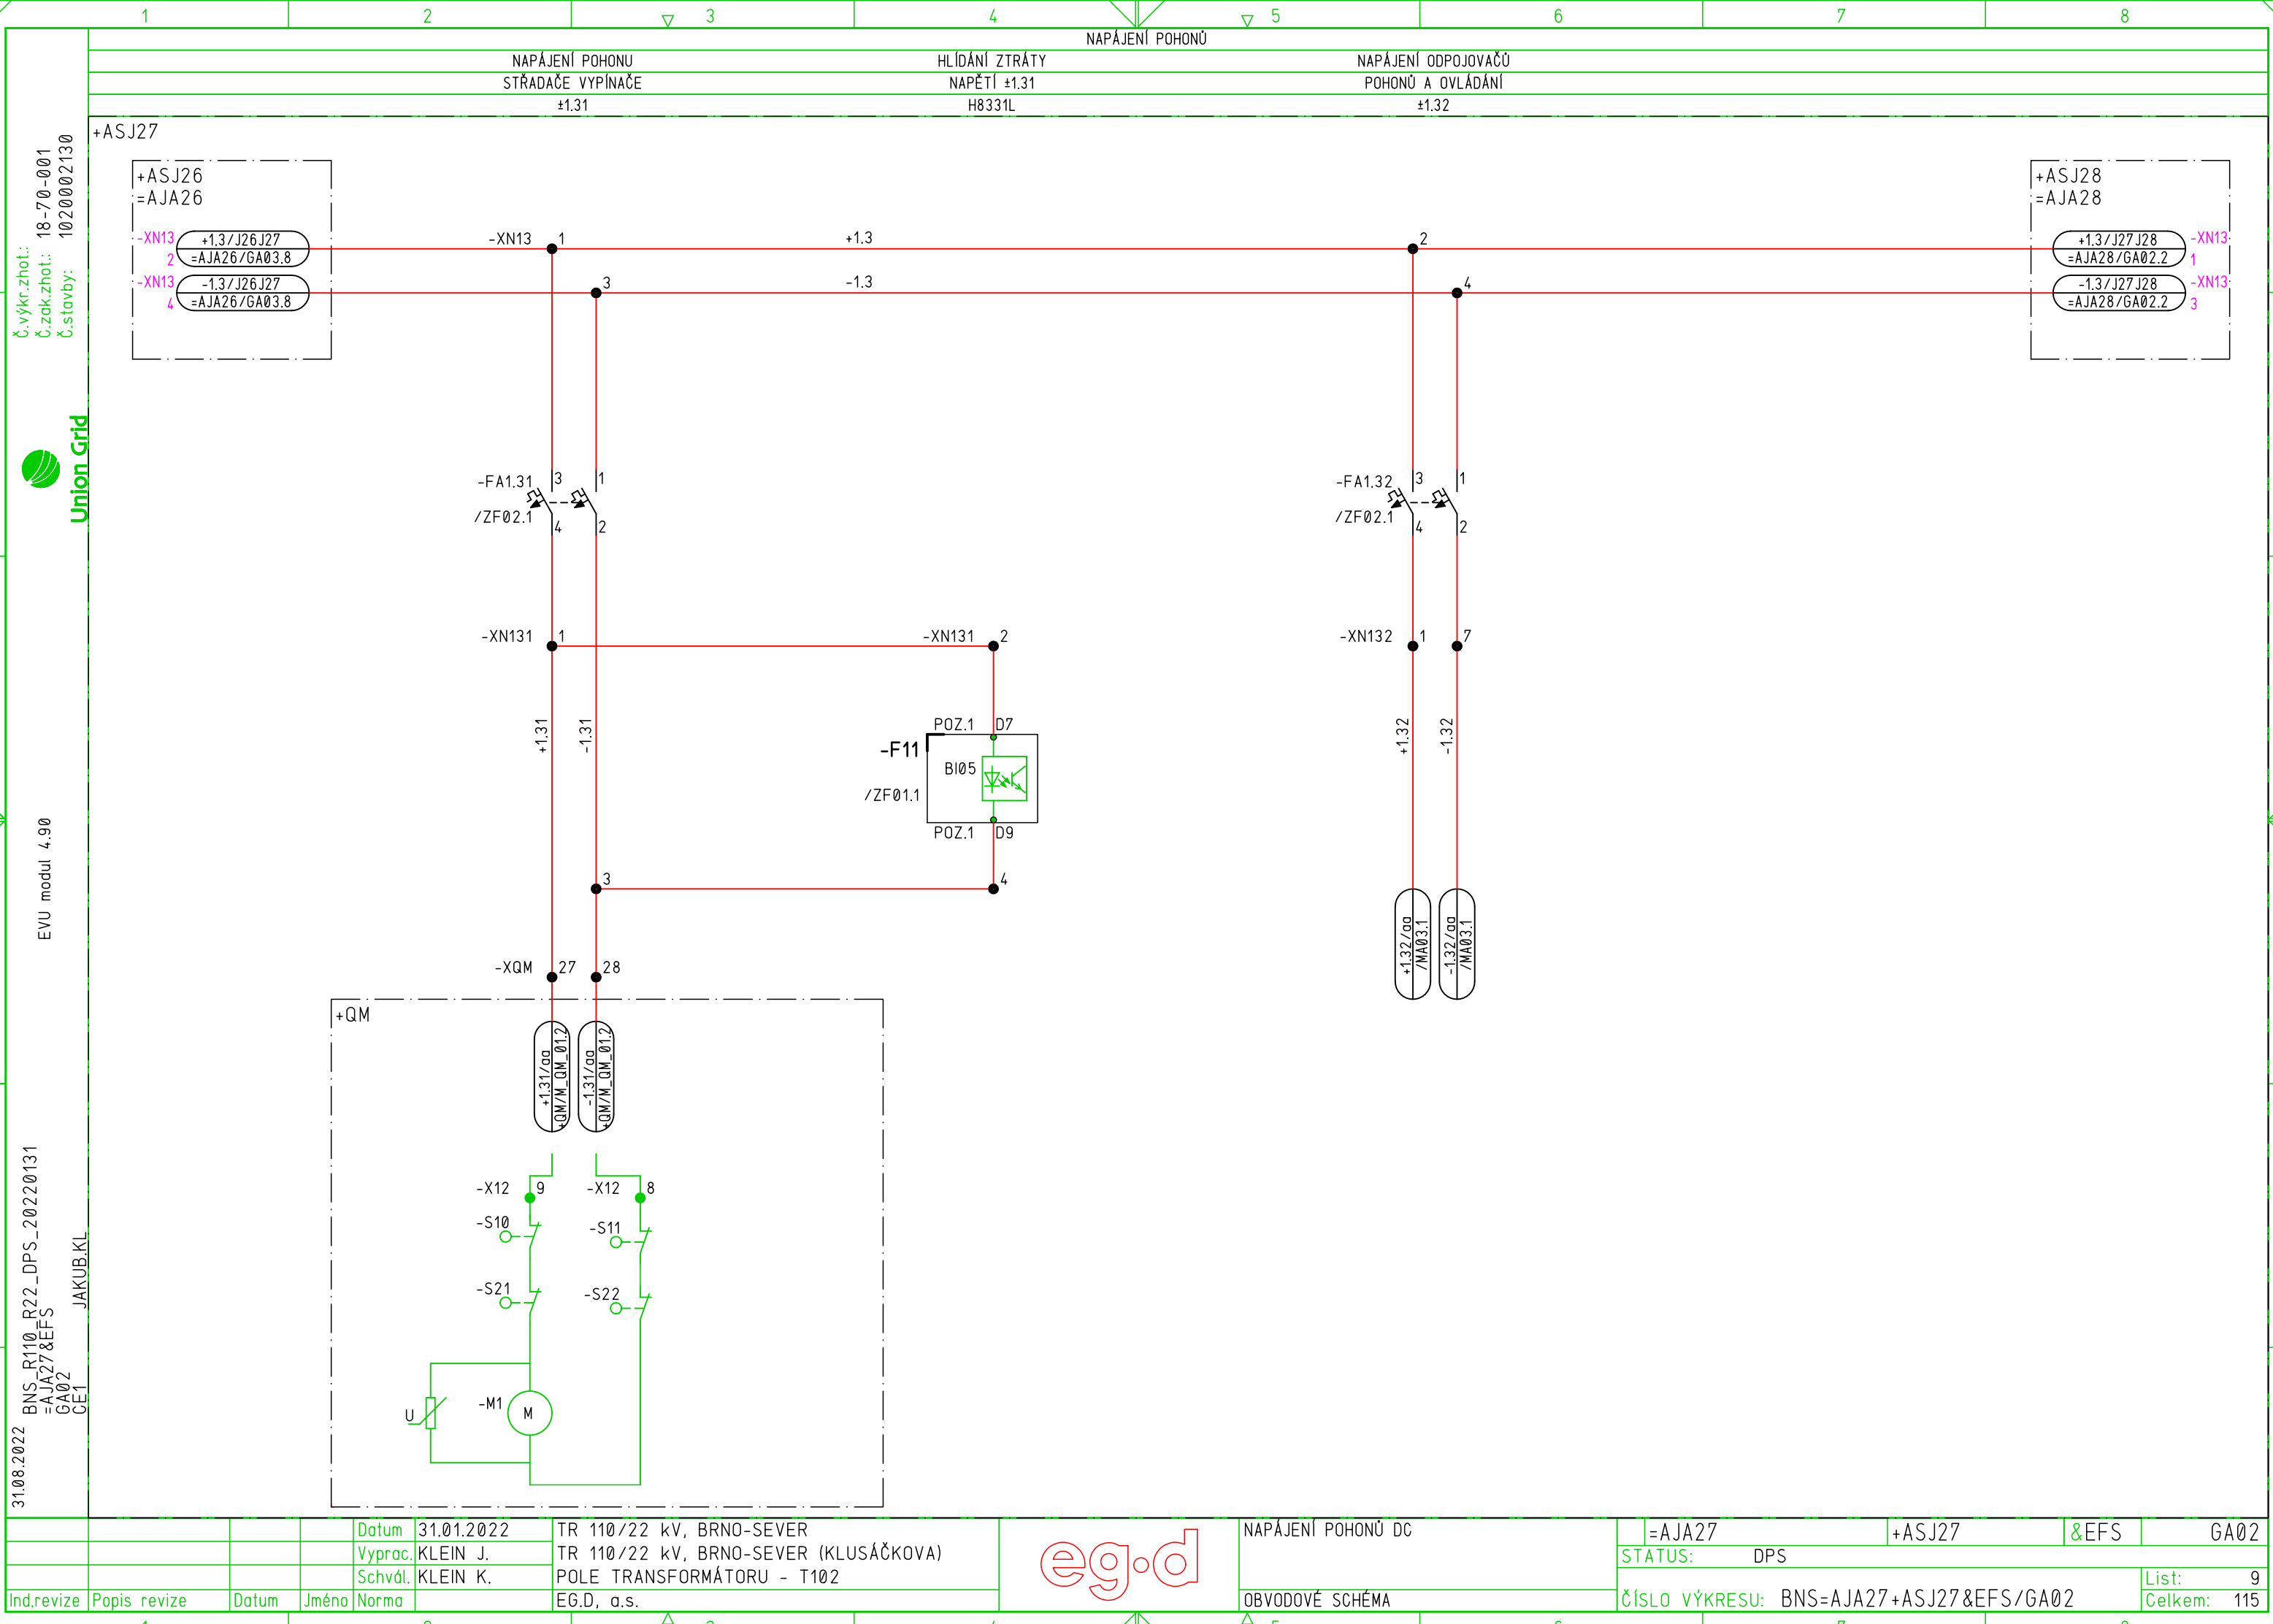 1 2 3 4 5 6 7 8
NAPÁJENÍ POHONŮ
NAPÁJENÍ POHONU
STŘADAČE VYPÍNAČE
±1.31
HLÍDÁNÍ ZTRÁTY
NAPĚTÍ ±1.31
H8331L
NAPÁJENÍ ODPOJOVAČŮ
POHONŮ A OVLÁDÁNÍ
±1.32
+ASJ27
+ASJ26
=AJA26
-XN13
2
+1.3/J26J27
=AJA26/GA03.8
-XN13
4
-1.3/J26J27
=AJA26/GA03.8
-XN13 1
+1.3
2
3
-1.3
4
+ASJ28
=AJA28
+1.3/J27J28
=AJA28/GA02.2
-XN13
1
-1.3/J27J28
=AJA28/GA02.2
-XN13
3
-FA1.31 3 1
/ZF02.1 4 2
-FA1.32 3 1
/ZF02.1 4 2
-XN131 1
-XN131 2
-XN132 1 7
+1.31
-1.31
POZ.1 D7
-F11
BI05
/ZF01.1
POZ.1 D9
+1.32
-1.32
3
4
+1.32/aa
/MA03.1
-1.32/aa
/MA03.1
-XQM 27 28
+QM
+1.31/aa
+QM/M_QM_01.2
-1.31/aa
+QM/M_QM_01.2
-X12 9
-X12 8
-S10
-S11
-S21
-S22
U
-M1
M
Č.výkr.zhot.:
Č.zak.zhot.: 18-70-001
Č.stavby: 1020002130
Union Grid
EVU modul 4.90
31.08.2022
BNS_R110_R22_DPS_20220131
=AJA27&EFS
GA02
CE1
JAKUB.KL
Ind.revize Popis revize Datum Jméno Norma
Datum 31.01.2022
Vyprac. KLEIN J.
Schvál. KLEIN K.
TR 110/22 kV, BRNO-SEVER
TR 110/22 kV, BRNO-SEVER (KLUSÁČKOVA)
POLE TRANSFORMÁTORU - T102
EG.D, a.s.
eg·d
NAPÁJENÍ POHONŮ DC
OBVODOVÉ SCHÉMA
=AJA27 +ASJ27 &EFS GA02
STATUS: DPS
ČÍSLO VÝKRESU: BNS=AJA27+ASJ27&EFS/GA02
List: 9
Celkem: 115